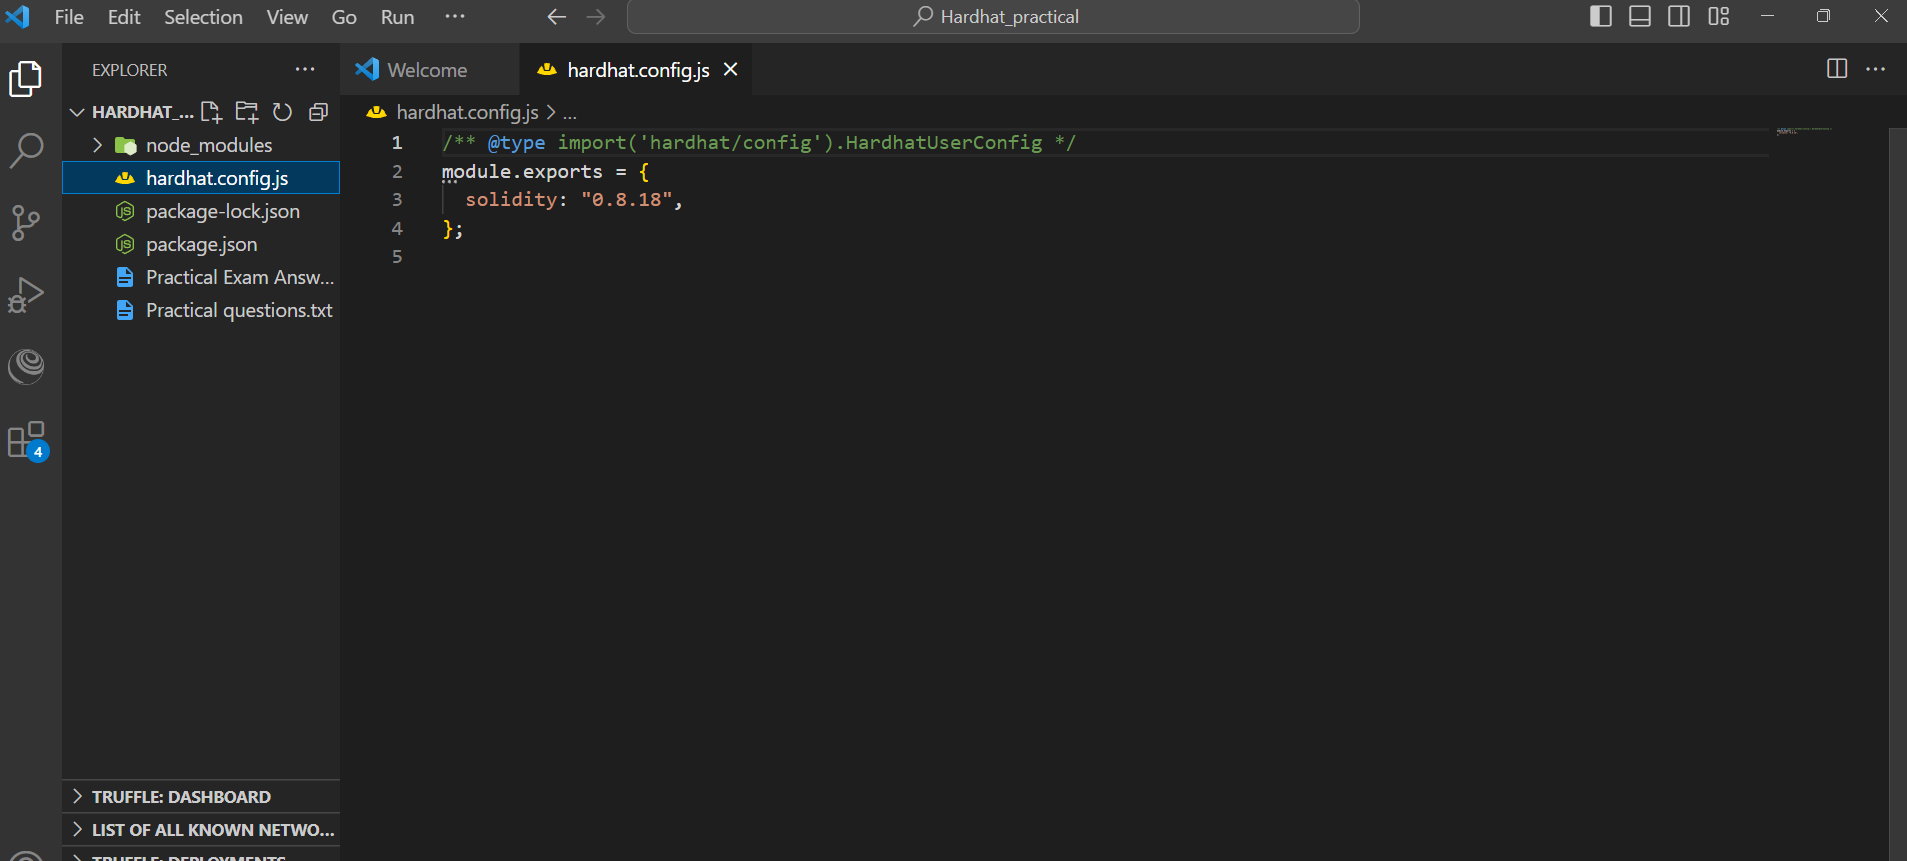 File Edit Selection View Go Run ···
Hardhat_practical
EXPLORER
Welcome
hardhat.config.js
HARDHAT_...
hardhat.config.js > ...
node_modules
hardhat.config.js
package-lock.json
package.json
Practical Exam Answ...
Practical questions.txt
1 /** @type import('hardhat/config').HardhatUserConfig */
2 module.exports = {
3 solidity: "0.8.18",
4 };
5
4
TRUFFLE: DASHBOARD
LIST OF ALL KNOWN NETWO...
TRUFFLE: DEPLOYMENTS